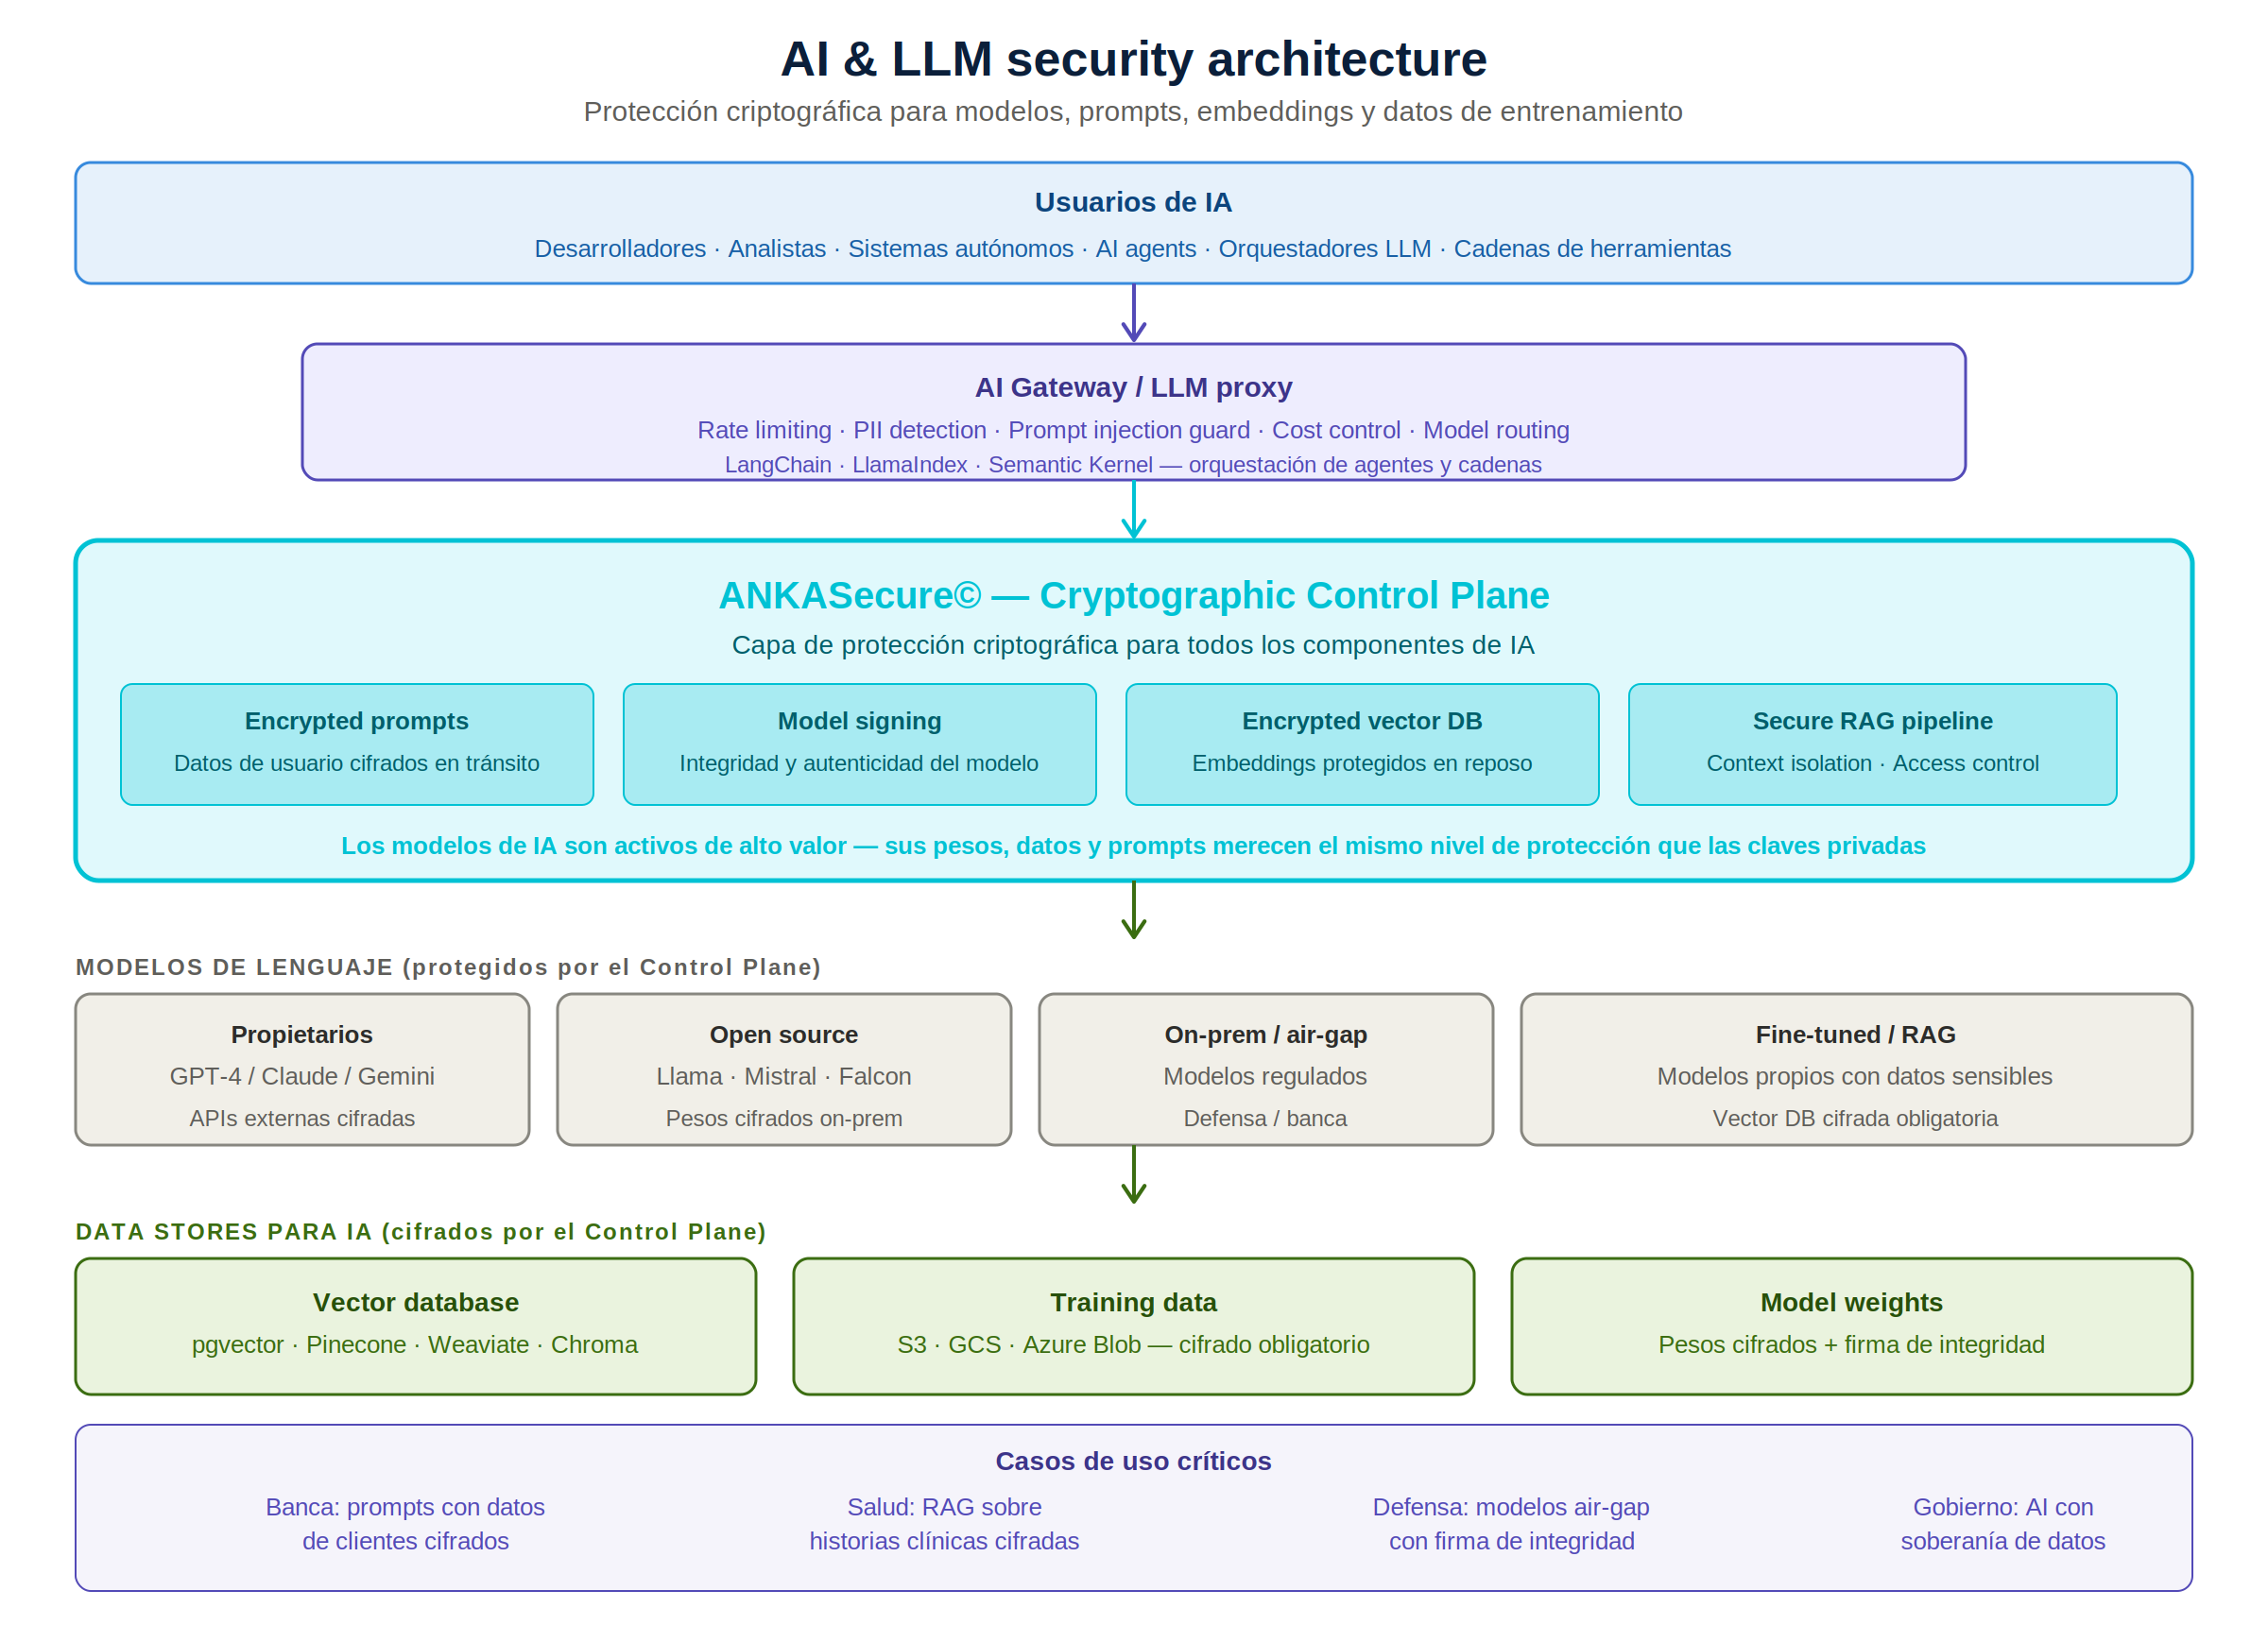 AI & LLM security architecture
Protección criptográfica para modelos, prompts, embeddings y datos de entrenamiento
Usuarios de IA
Desarrolladores · Analistas · Sistemas autónomos · AI agents · Orquestadores LLM · Cadenas de herramientas
AI Gateway / LLM proxy
Rate limiting · PII detection · Prompt injection guard · Cost control · Model routing
LangChain · LlamaIndex · Semantic Kernel — orquestación de agentes y cadenas
ANKASecure© — Cryptographic Control Plane
Capa de protección criptográfica para todos los componentes de IA
Encrypted prompts
Datos de usuario cifrados en tránsito
Model signing
Integridad y autenticidad del modelo
Encrypted vector DB
Embeddings protegidos en reposo
Secure RAG pipeline
Context isolation · Access control
Los modelos de IA son activos de alto valor — sus pesos, datos y prompts merecen el mismo nivel de protección que las claves privadas
MODELOS DE LENGUAJE (protegidos por el Control Plane)
Propietarios
GPT-4 / Claude / Gemini
APIs externas cifradas
Open source
Llama · Mistral · Falcon
Pesos cifrados on-prem
On-prem / air-gap
Modelos regulados
Defensa / banca
Fine-tuned / RAG
Modelos propios con datos sensibles
Vector DB cifrada obligatoria
DATA STORES PARA IA (cifrados por el Control Plane)
Vector database
pgvector · Pinecone · Weaviate · Chroma
Training data
S3 · GCS · Azure Blob — cifrado obligatorio
Model weights
Pesos cifrados + firma de integridad
Casos de uso críticos
Banca: prompts con datos
de clientes cifrados
Salud: RAG sobre
historias clínicas cifradas
Defensa: modelos air-gap
con firma de integridad
Gobierno: AI con
soberanía de datos